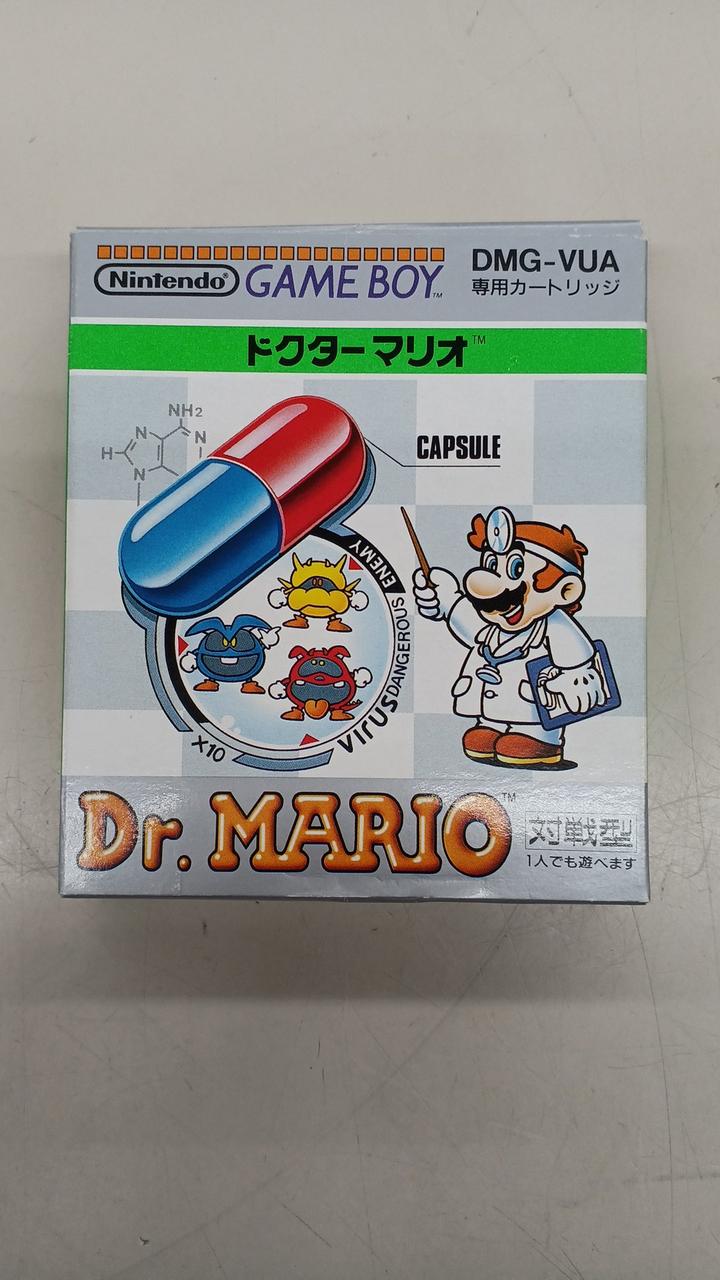 Nintendo® GAME BOY™
DMG-VUA
専用カートリッジ
ドクターマリオ™
NH2
N
N
H
N
CAPSULE
ENEMY
DANGEROUS
VIRUS
X10
Dr. MARIO™
対戦型
1人でも遊べます